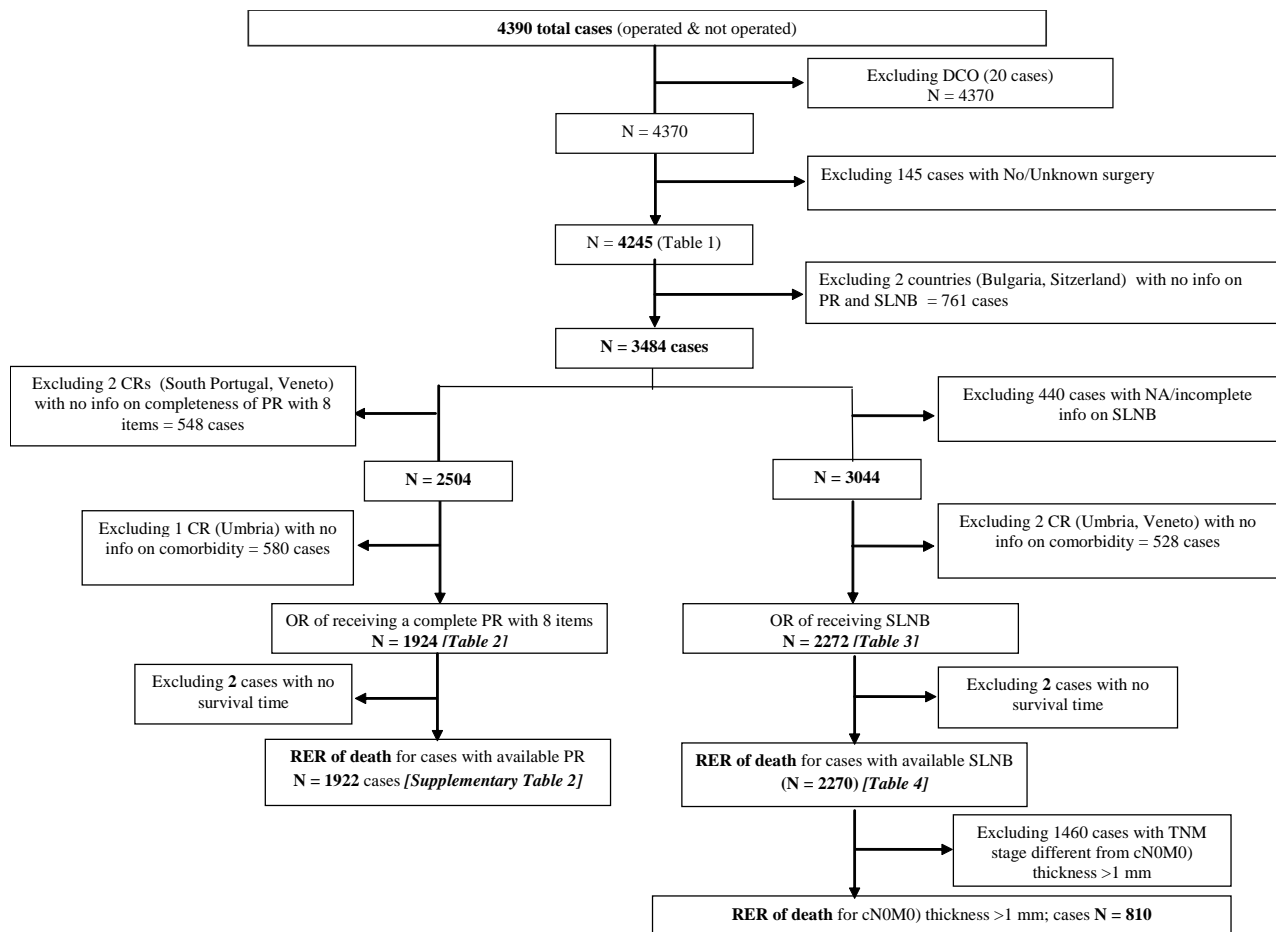 4390 total cases (operated & not operated)
Excluding DCO (20 cases)
N = 4370
N = 4370
Excluding 145 cases with No/Unknown surgery
N = 4245 (Table 1)
Excluding 2 countries (Bulgaria, Sitzerland) with no info on
PR and SLNB = 761 cases
N = 3484 cases
Excluding 2 CRs (South Portugal, Veneto)
with no info on completeness of PR with 8
items = 548 cases
Excluding 440 cases with NA/incomplete
info on SLNB
N = 2504
N = 3044
Excluding 1 CR (Umbria) with no
info on comorbidity = 580 cases
Excluding 2 CR (Umbria, Veneto) with no
info on comorbidity = 528 cases
OR of receiving a complete PR with 8 items
N = 1924 [Table 2]
OR of receiving SLNB
N = 2272 [Table 3]
Excluding 2 cases with no
survival time
Excluding 2 cases with no
survival time
RER of death for cases with available PR
N = 1922 cases [Supplementary Table 2]
RER of death for cases with available SLNB
(N = 2270) [Table 4]
Excluding 1460 cases with TNM
stage different from cN0M0)
thickness >1 mm
RER of death for cN0M0) thickness >1 mm; cases N = 810